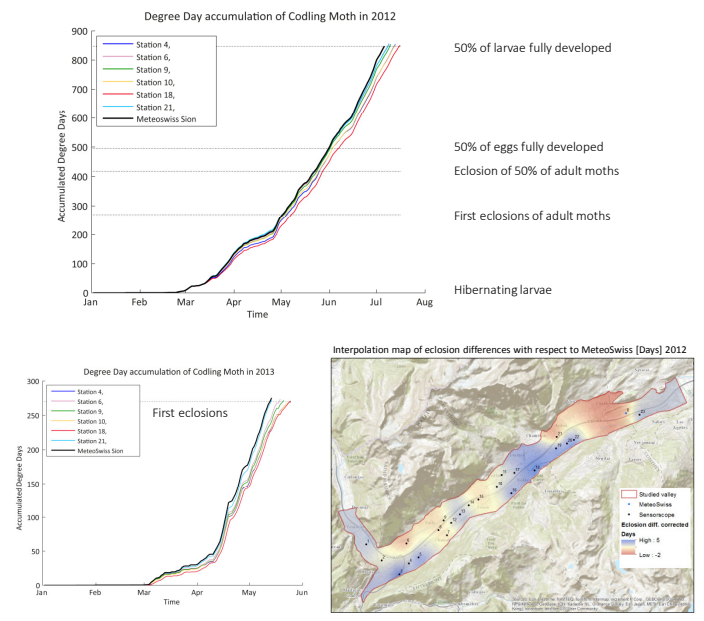 Degree Day accumulation of Codling Moth in 2012
900
800
700
600
500
400
300
200
100
0
Accumulated Degree Days
Station 4,
Station 6,
Station 9,
Station 10,
Station 18,
Station 21,
Meteoswiss Sion
Jan Feb Mar Apr May Jun Jul Aug
Time
50% of larvae fully developed
50% of eggs fully developed
Eclosion of 50% of adult moths
First eclosions of adult moths
Hibernating larvae
Degree Day accumulation of Codling Moth in 2013
300
250
200
150
100
50
0
Accumulated Degree Days
Station 4,
Station 6,
Station 9,
Station 10,
Station 18,
Station 21,
MeteoSwiss Sion
First eclosions
Jan Feb Mar Apr May Jun
Time
Interpolation map of eclosion differences with respect to MeteoSwiss [Days] 2012
Studied valley
MeteoSwiss
Sensorscope
Eclosion diff. corrected
Days
High : 5
Low : -2